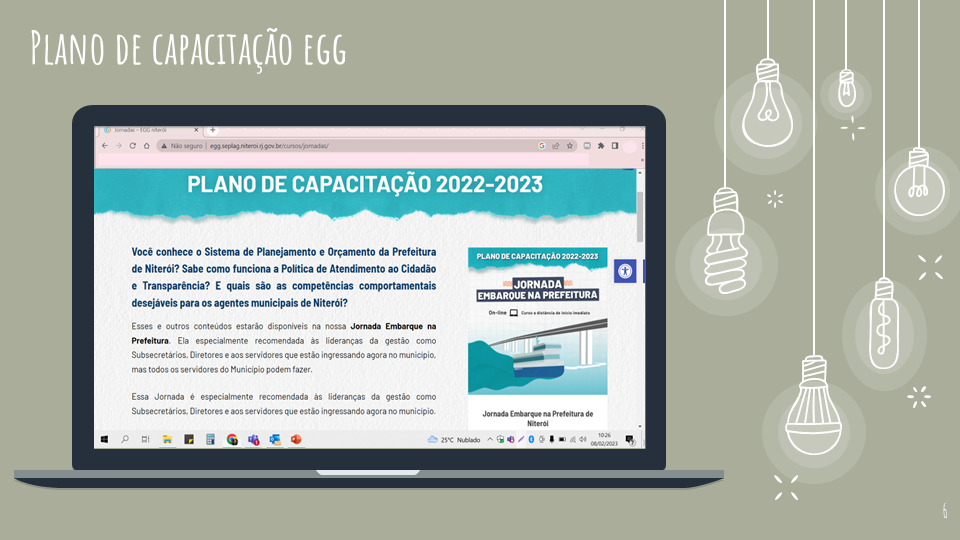 PLANO DE CAPACITAÇÃO EGG
Jornadas – EGG niterói
Não seguro | egg.seplag.niteroi.rj.gov.br/cursos/jornadas/
PLANO DE CAPACITAÇÃO 2022-2023
Você conhece o Sistema de Planejamento e Orçamento da Prefeitura
de Niterói? Sabe como funciona a Política de Atendimento ao Cidadão
e Transparência? E quais são as competências comportamentais
desejáveis para os agentes municipais de Niterói?
Esses e outros conteúdos estarão disponíveis na nossa Jornada Embarque na
Prefeitura. Ela especialmente recomendada às lideranças da gestão como
Subsecretários, Diretores e aos servidores que estão ingressando agora no município,
mas todos os servidores do Município podem fazer.
Essa Jornada é especialmente recomendada às lideranças da gestão como
Subsecretários, Diretores e aos servidores que estão ingressando agora no município.
PLANO DE CAPACITAÇÃO 2022-2023
JORNADA
EMBARQUE NA PREFEITURA
On-line Curso a distância de início imediato
Jornada Embarque na Prefeitura de
Niterói
25°C Nublado
10:26
08/02/2023
6